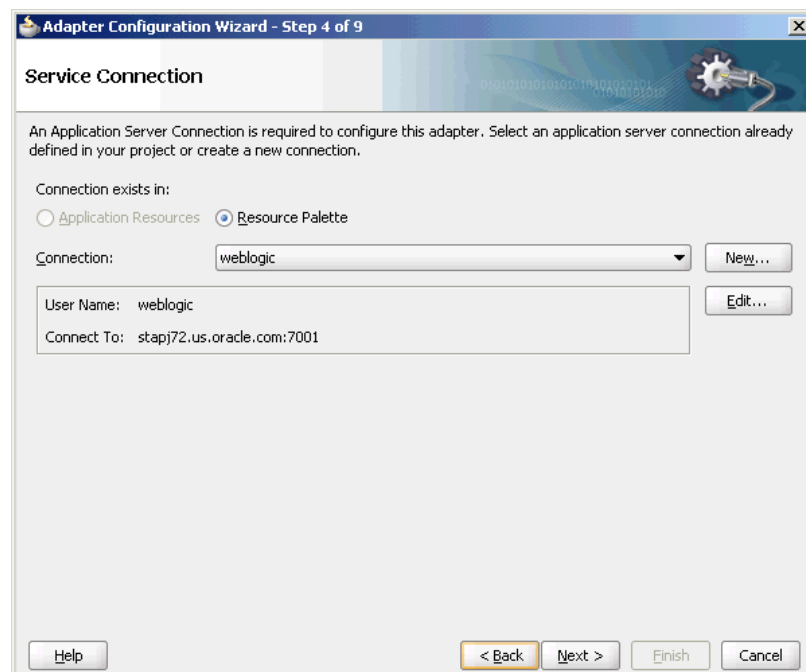 Adapter Configuration Wizard - Step 4 of 9
Service Connection
An Application Server Connection is required to configure this adapter. Select an application server connection already
defined in your project or create a new connection.
Connection exists in:
Application Resources Resource Palette
Connection: weblogic New...
User Name: weblogic Edit...
Connect To: stapj72.us.oracle.com:7001
Help < Back Next > Finish Cancel